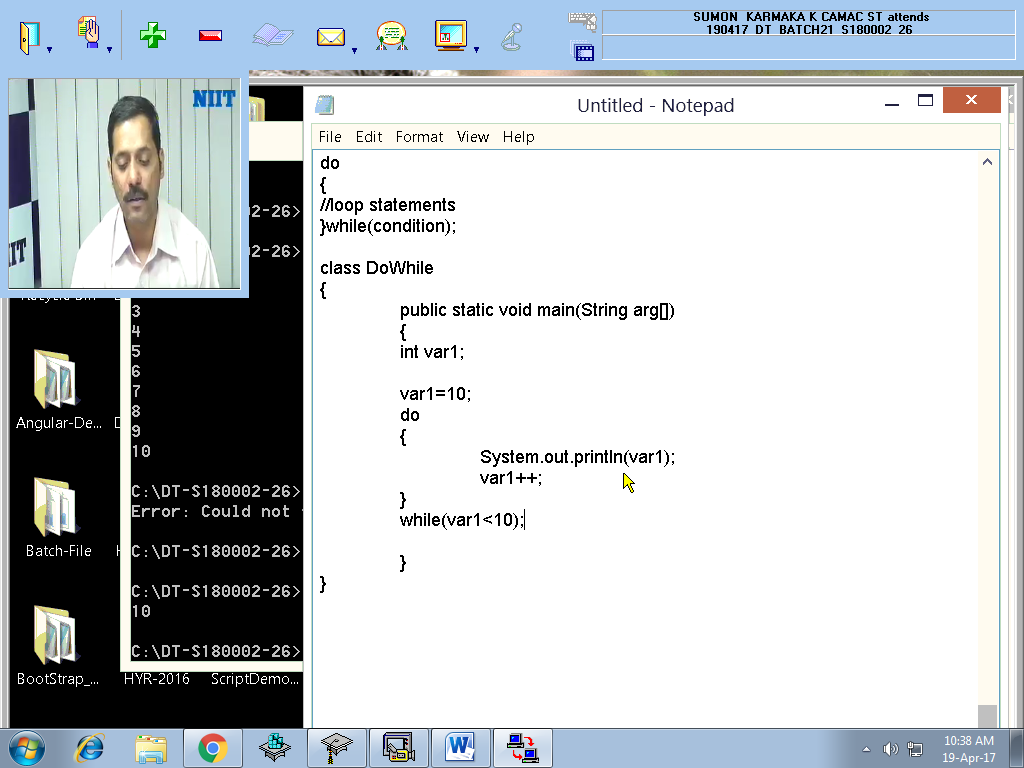 SUMON KARMAKA K CAMAC ST attends
190417 DT BATCH21 S180002 26
NIIT
Untitled - Notepad
File Edit Format View Help
do
{
//loop statements
}while(condition);
class DoWhile
{
public static void main(String arg[])
{
int var1;
var1=10;
do
{
System.out.println(var1);
var1++;
}
while(var1<10);
}
}
02-26>
02-26>
3
4
5
6
7
8
9
10
C:\DT-S180002-26>
Error: Could not
C:\DT-S180002-26>
C:\DT-S180002-26>
10
C:\DT-S180002-26>
Angular-De...
Batch-File
BootStrap_...
HYR-2016
ScriptDemo...
10:38 AM
19-Apr-17